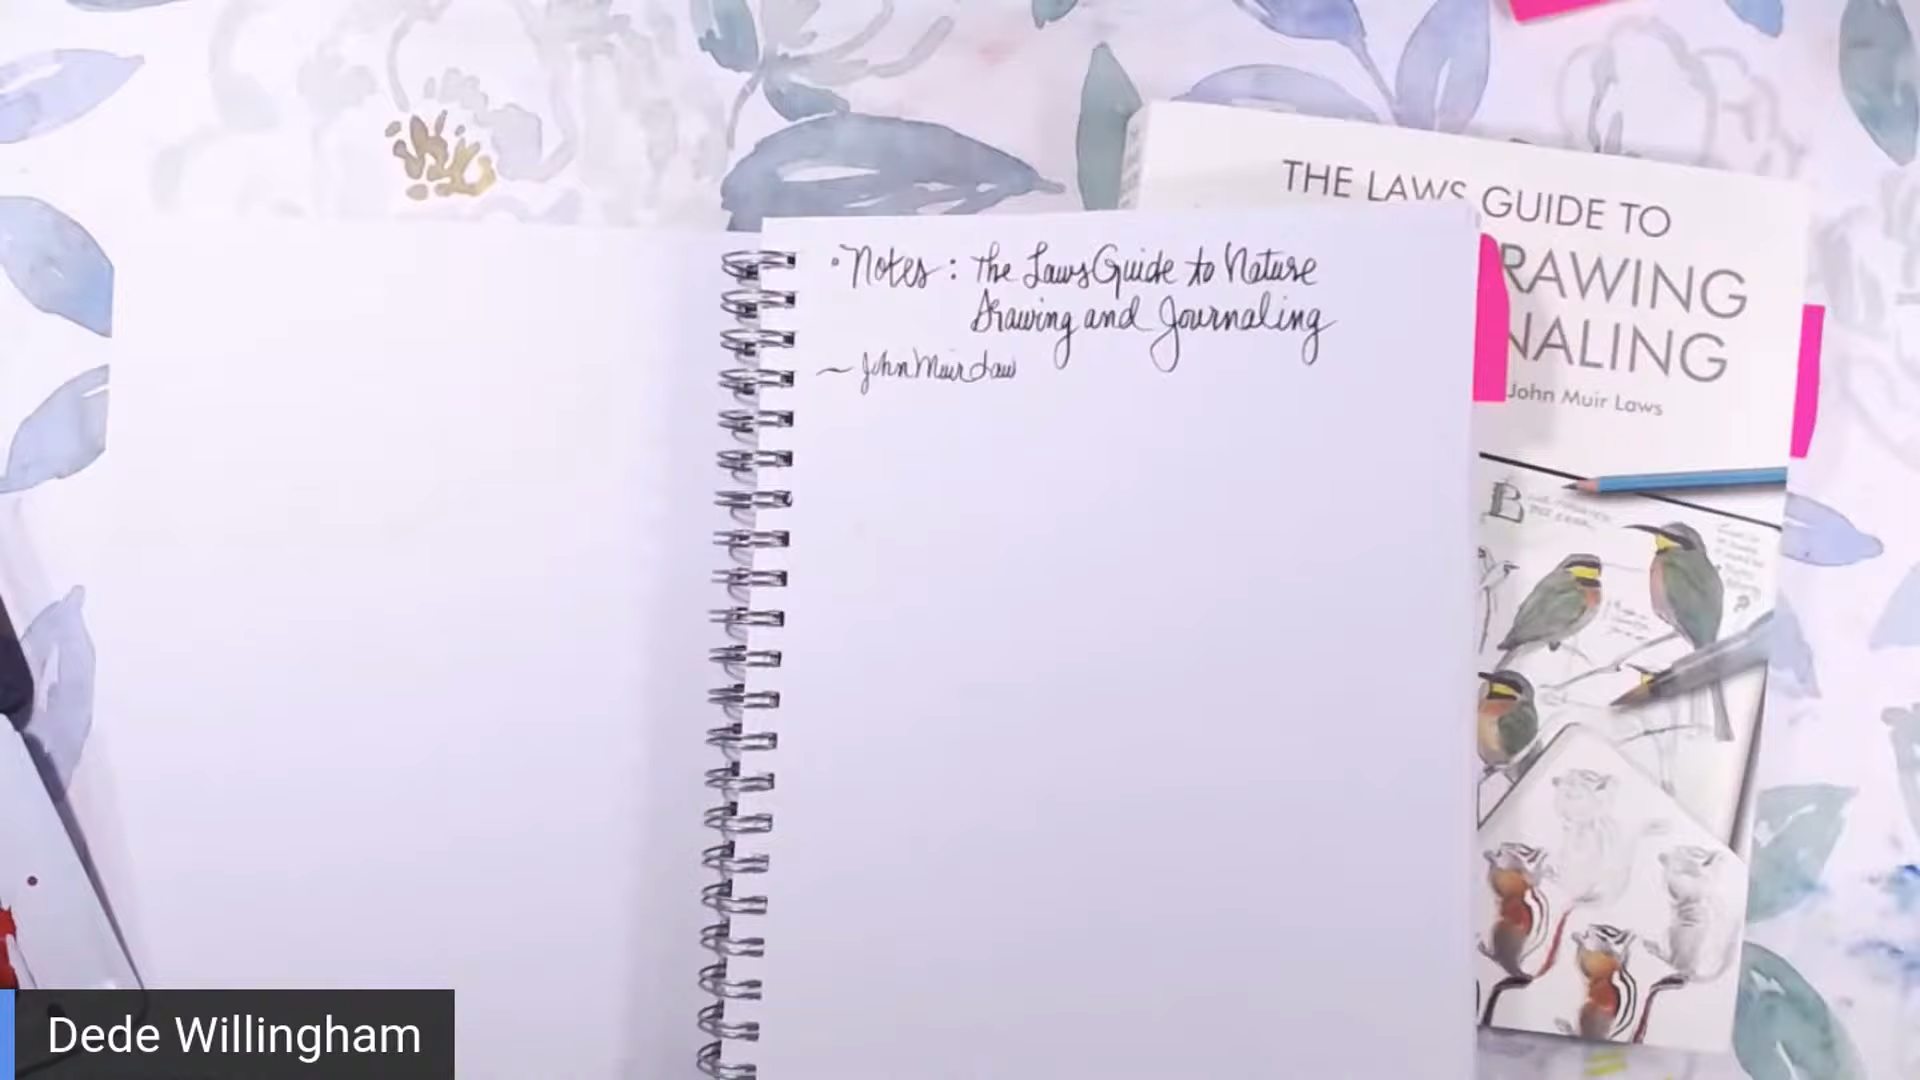 THE LAWS GUIDE TO
RAWING
NALING
John Muir Laws
• Notes : The Laws Guide to Nature
Drawing and Journaling
~ John Muir Laws
B
Dede Willingham